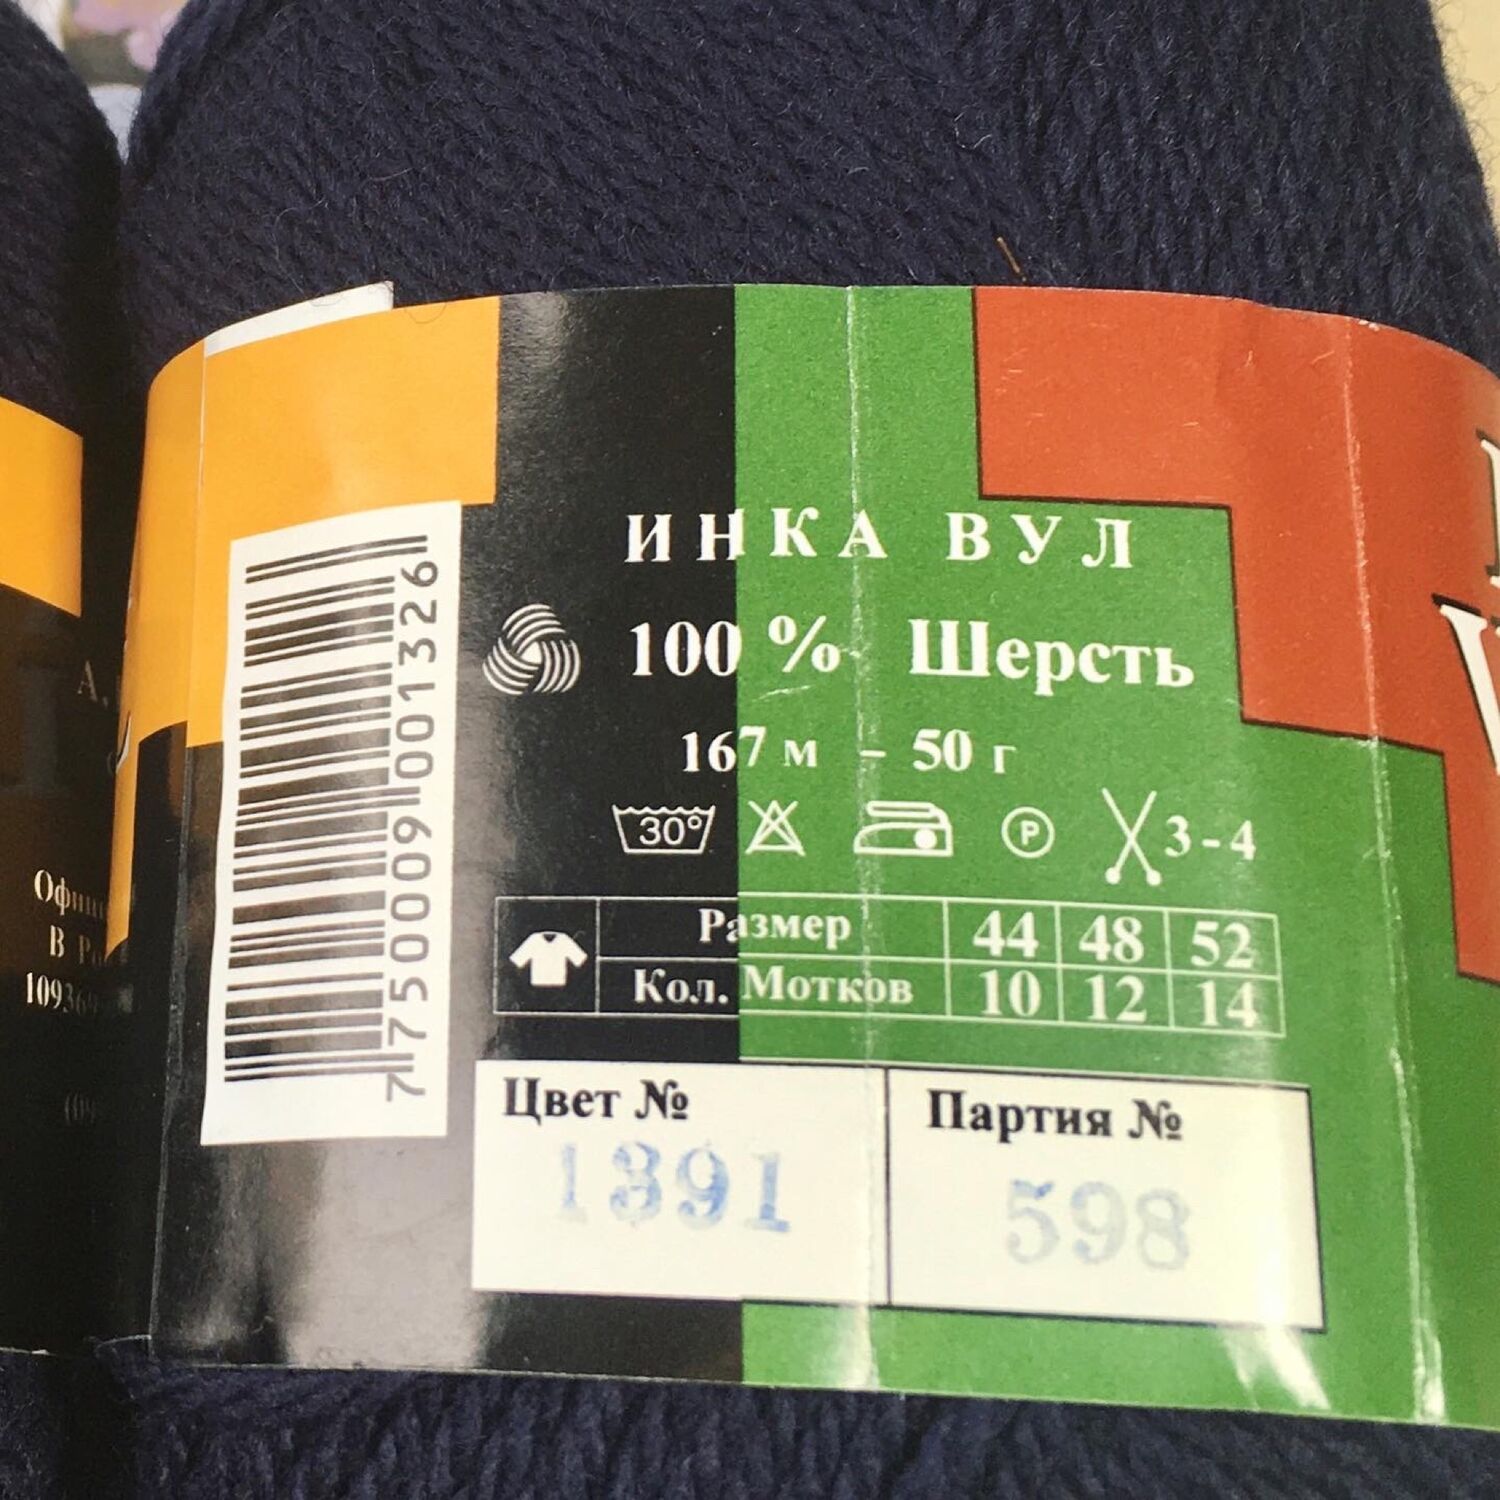 ИНКА ВУЛ
100 % Шерсть
167 м - 50 г
30°
P
3-4
Размер 44 48 52
Кол. Мотков 10 12 14
Цвет № Партия №
1391 598
7750009001326
А.
В